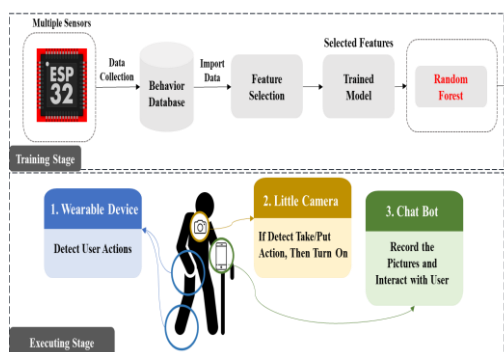 Multiple Sensors
ESP
32
Data
Collection
Behavior
Database
Import
Data
Feature
Selection
Selected Features
Trained
Model
Random
Forest
Training Stage
1. Wearable Device
Detect User Actions
2. Little Camera
If Detect Take/Put
Action, Then Turn On
3. Chat Bot
Record the
Pictures and
Interact with User
Executing Stage